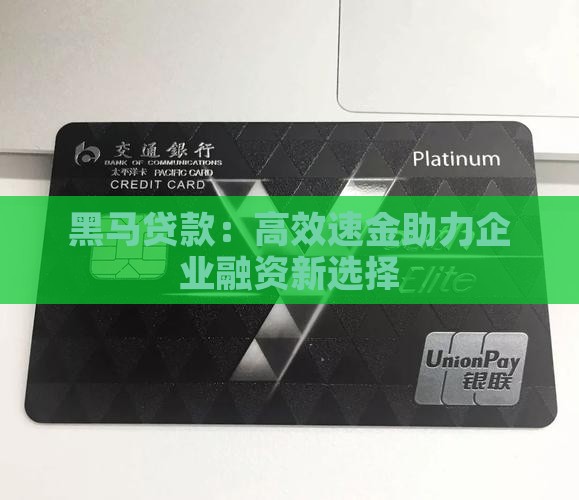 交通銀行
BANK OF COMMUNICATIONS
太平洋卡 PACIFIC CARD
CREDIT CARD
Platinum
黑马贷款：高效速金助力企
业融资新选择
Elite
UnionPay
银联